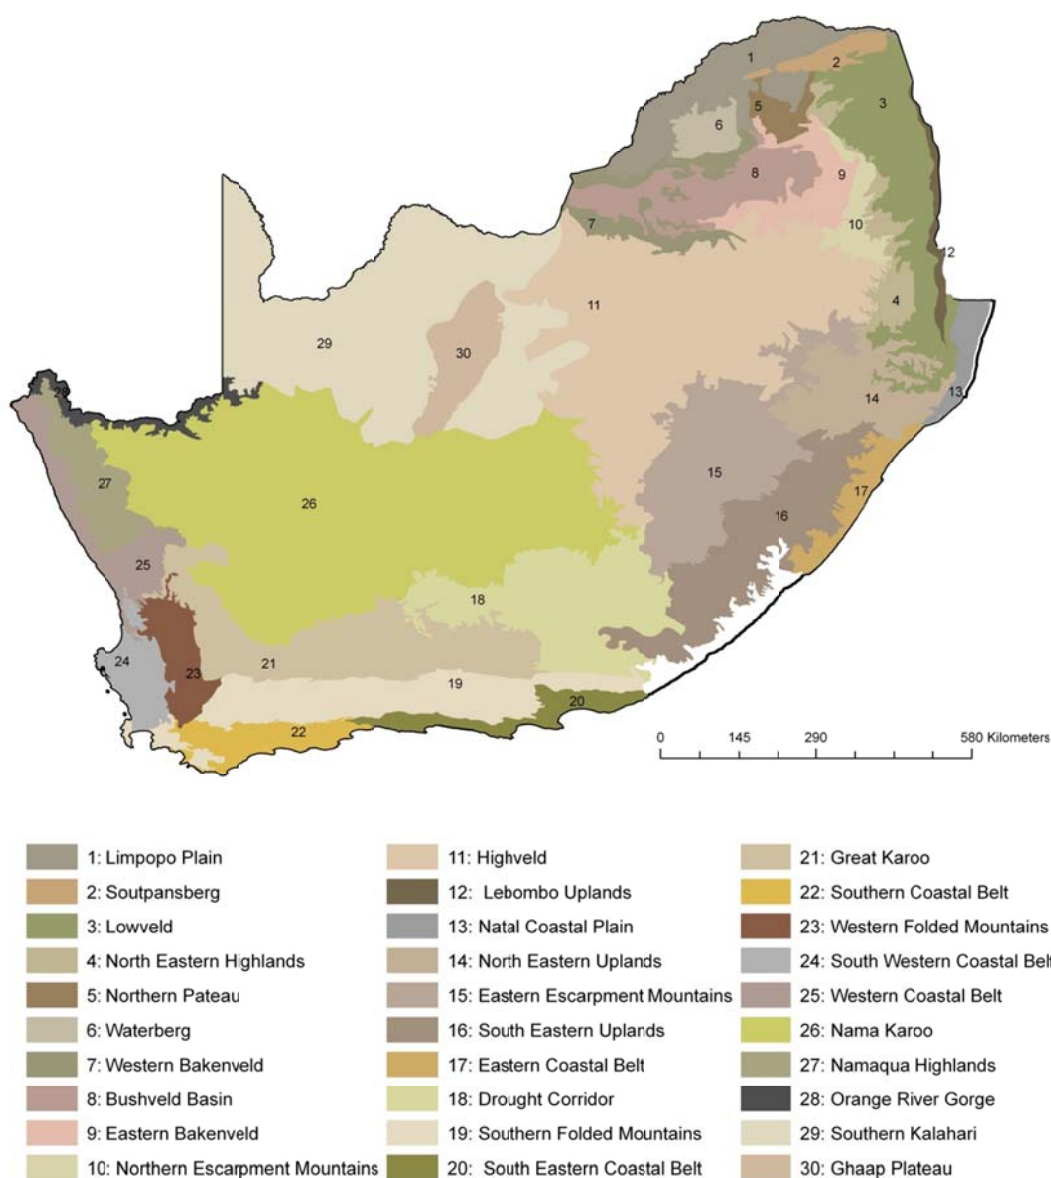 1
2
3
5
6
8
9
7
10
12
11
4
29
30
13
14
28
15
27
26
17
16
25
18
24
21
23
19
20
22
0 145 290 580 Kilometers
1: Limpopo Plain
2: Soutpansberg
3: Lowveld
4: North Eastern Highlands
5: Northern Pateau
6: Waterberg
7: Western Bakenveld
8: Bushveld Basin
9: Eastern Bakenveld
10: Northern Escarpment Mountains
11: Highveld
12: Lebombo Uplands
13: Natal Coastal Plain
14: North Eastern Uplands
15: Eastern Escarpment Mountains
16: South Eastern Uplands
17: Eastern Coastal Belt
18: Drought Corridor
19: Southern Folded Mountains
20: South Eastern Coastal Belt
21: Great Karoo
22: Southern Coastal Belt
23: Western Folded Mountains
24: South Western Coastal Belt
25: Western Coastal Belt
26: Nama Karoo
27: Namaqua Highlands
28: Orange River Gorge
29: Southern Kalahari
30: Ghaap Plateau